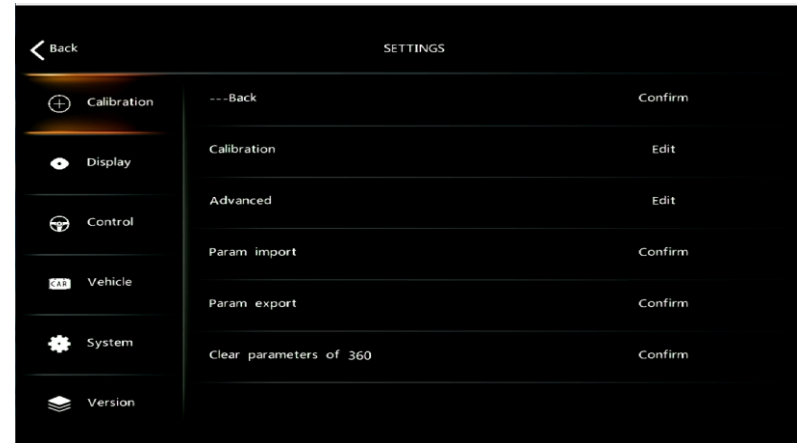 Back
SETTINGS
Calibration
Display
Control
CAR Vehicle
System
Version
---Back Confirm
Calibration Edit
Advanced Edit
Param import Confirm
Param export Confirm
Clear parameters of 360 Confirm